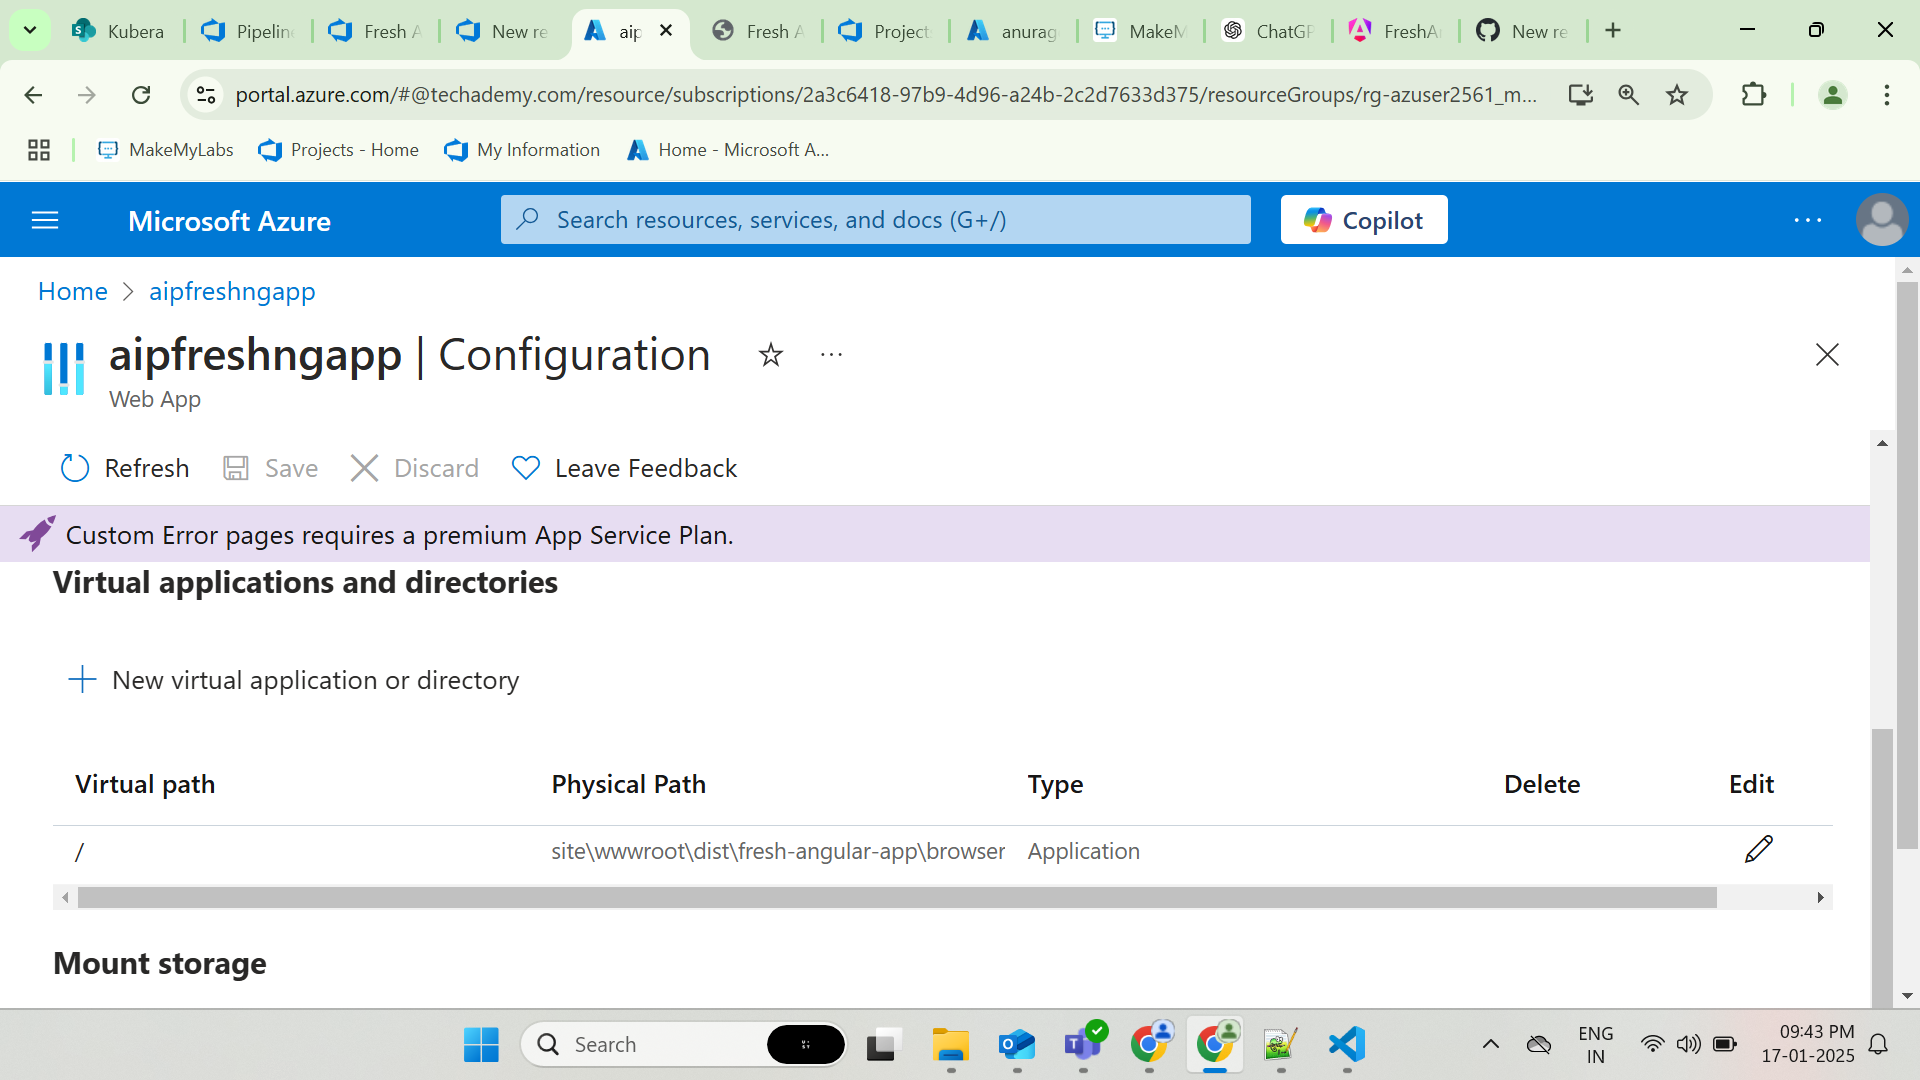 Kubera
Pipelin
Fresh A
New re
aip
Fresh A
Project
anurag
MakeM
ChatGP
FreshA
New re
portal.azure.com/#@techademy.com/resource/subscriptions/2a3c6418-97b9-4d96-a24b-2c2d7633d375/resourceGroups/rg-azuser2561_m...
MakeMyLabs
Projects - Home
My Information
Home - Microsoft A...
Microsoft Azure
Search resources, services, and docs (G+/)
Copilot
Home > aipfreshngapp
aipfreshngapp | Configuration
Web App
Refresh
Save
Discard
Leave Feedback
Custom Error pages requires a premium App Service Plan.
Virtual applications and directories
New virtual application or directory
Virtual path Physical Path Type Delete Edit
/ site\wwwroot\dist\fresh-angular-app\browser Application
Mount storage
Search
ENG
IN
09:43 PM
17-01-2025